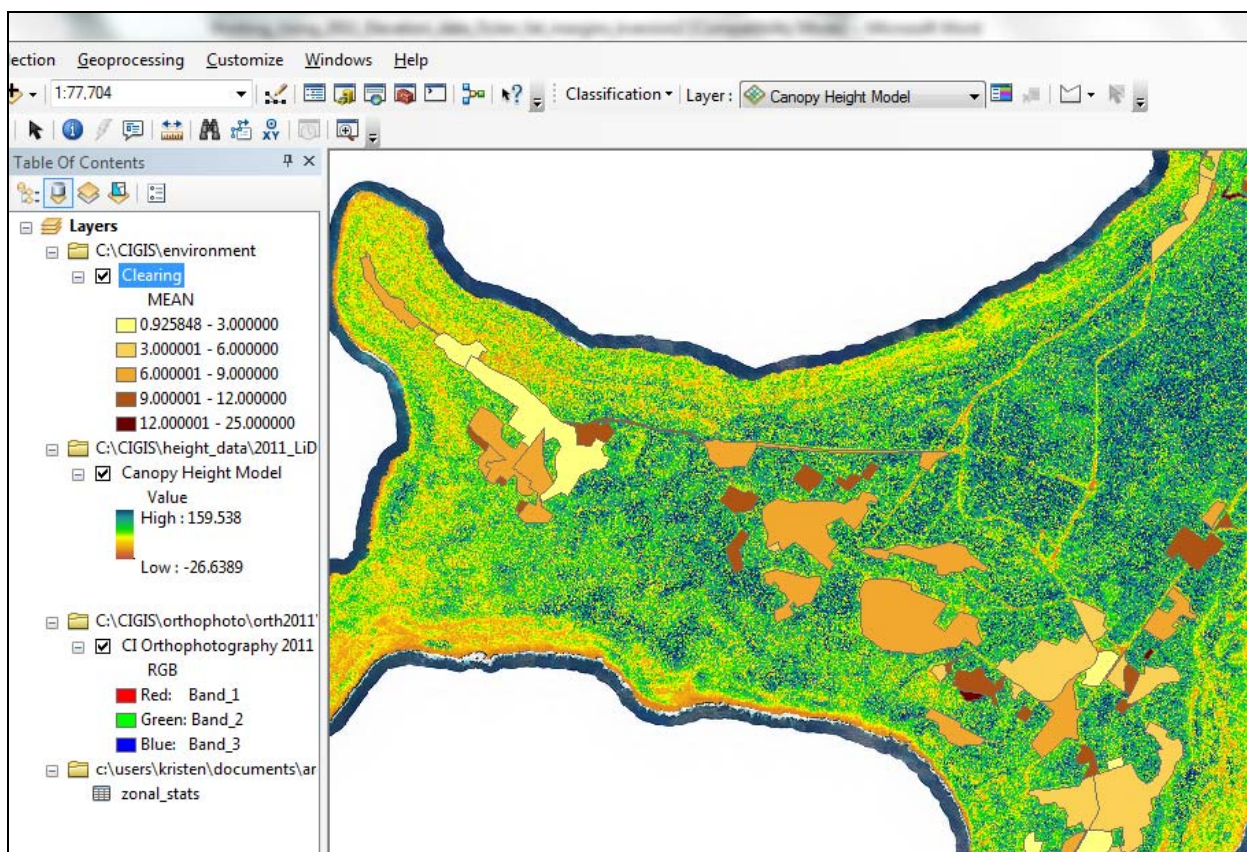 lection Geoprocessing Customize Windows Help
1:77,704 Classification Layer: Canopy Height Model
XY
Table Of Contents
Layers
C:\CIGIS\environment
Clearing
MEAN
0.925848 - 3.000000
3.000001 - 6.000000
6.000001 - 9.000000
9.000001 - 12.000000
12.000001 - 25.000000
C:\CIGIS\height_data\2011_LiD
Canopy Height Model
Value
High : 159.538
Low : -26.6389
C:\CIGIS\orthophoto\orth2011
CI Orthophotography 2011
RGB
Red: Band_1
Green: Band_2
Blue: Band_3
c:\users\kristen\documents\ar
zonal_stats